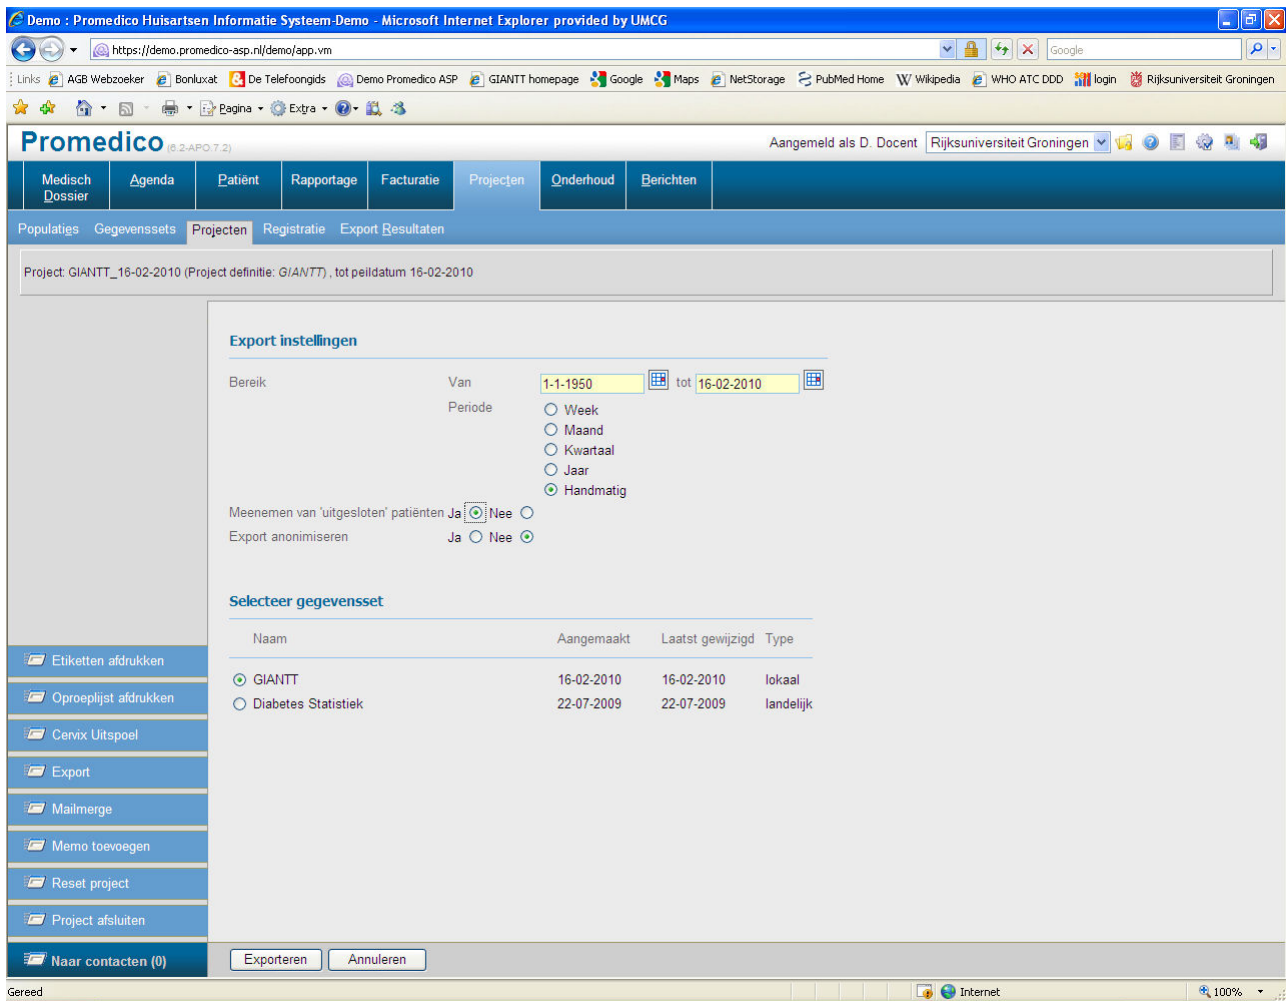 Demo : Promedico Huisartsen Informatie Systeem-Demo - Microsoft Internet Explorer provided by UMCG
https://demo.promedico-asp.nl/demo/app.vm
Google
Links AGB Webzoeker Bonluxat De Telefoongids Demo Promedico ASP GIANTT homepage Google Maps NetStorage PubMed Home Wikipedia WHO ATC DDD login Rijksuniversiteit Groningen
Pagina Extra
Promedico (6.2-APO.7.2) Aangemeld als D. Docent Rijksuniversiteit Groningen
Medisch Dossier Agenda Patiënt Rapportage Facturatie Projecten Onderhoud Berichten
Populaties Gegevenssets Projecten Registratie Export Resultaten
Project: GIANTT_16-02-2010 (Project definitie: GIANTT) , tot peildatum 16-02-2010
Export instellingen
Bereik Van 1-1-1950 tot 16-02-2010
Periode Week
Maand
Kwartaal
Jaar
Handmatig
Meenemen van 'uitgesloten' patiënten Ja Nee
Export anonimiseren Ja Nee
Selecteer gegevensset
Naam Aangemaakt Laatst gewijzigd Type
GIANTT 16-02-2010 16-02-2010 lokaal
Diabetes Statistiek 22-07-2009 22-07-2009 landelijk
Etiketten afdrukken
Oproeplijst afdrukken
Cervix Uitspoel
Export
Mailmerge
Memo toevoegen
Reset project
Project afsluiten
Naar contacten (0)
Exporteren Annuleren
Gereed Internet 100%